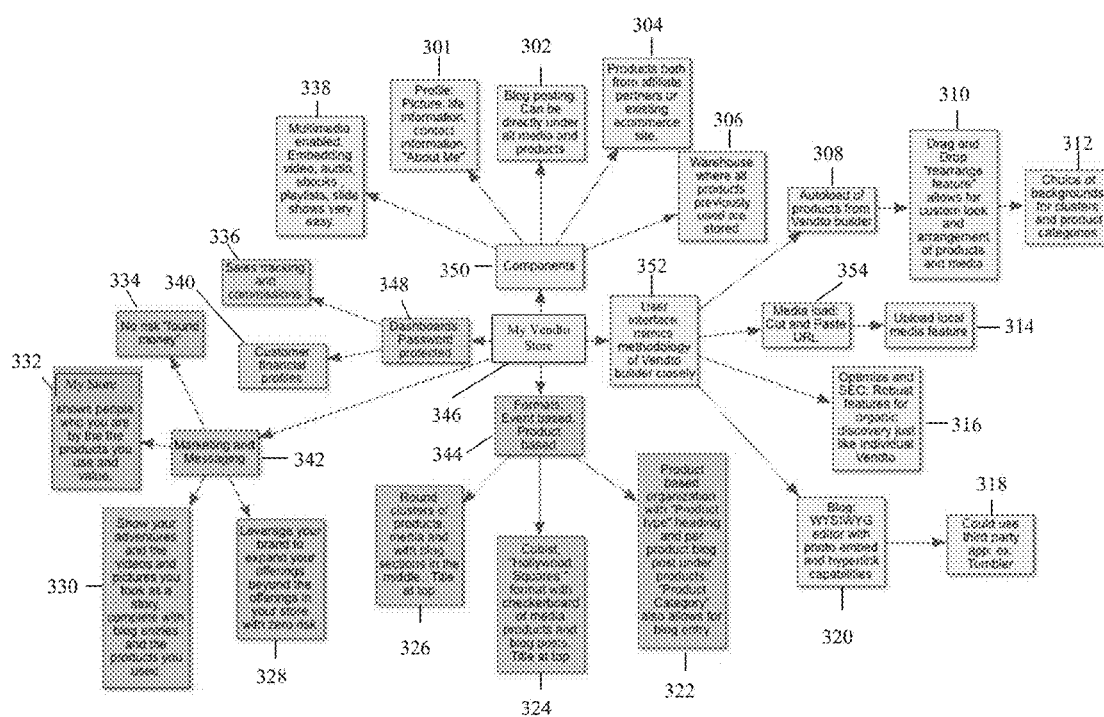 304
301
302
Products both
from affiliate
partners or
existing
ecommerce
site.
338
Profile
Picture, life
information,
contact
information,
"About Me"
Blog posting
Can be
directly under
all media and
products
306
310
Multimedia
enabled.
Embedding
video, audio,
ebooks
playlists, slide
shows very
easy
Warehouse
where all
products
previously
used are
stored
308
Drag and
Drop
"rearrange
feature" allows
for custom look
and
arrangement
of products
and media
312
Autoload of
products from
Vendio builder
Choice of
backgrounds
for clusters
and product
categories
336
350
Components
352
354
Sales tracking
and
334
340
348
My Vendio
Store
User
interface
mimics
methodology
of Vendio
builder closely
Media load
Cut and Paste
URL
Upload local
media feature
314
No risk "found
money"
Dashboards
Password
protected
Customer
financial
profiles
332
My Story
shows people
who you are
by the the
products you
use and
value.
346
Formats
Event based
Product
based
344
Optimize and
SEO: Robust
features for
organic
discovery just
like individual
Vendio
316
Marketing and
Messaging
342
Product
based
organization
with "Product
type" heading
and per
product blog
post under
products
"Product
Category"
also allows for
blog entry
Round
clusters of
products
media and
with blog
sections in the
middle. Title
at top
318
Show your
adventures and the
videos and
pictures you
took as a
story
complete with
blog entries
and the
products you
used
Leverage your
brand to
expand your
offerings
beyond the
offerings in
your store
with zero risk
Cubist,
"Hollywood
Squares"
format with
checkerboard
of media
products and
blog posts
Title at top
Blog:
WYSIWYG
editor with
photo embed
and hyperlink
capabilities
Could use
third party
app. ex.
Tumbler
330
326
320
328
322
324